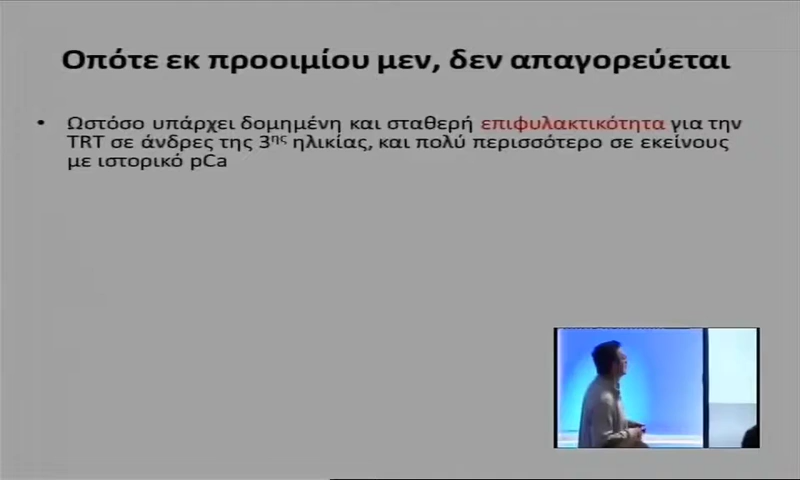 Οπότε εκ προοιμίου μεν, δεν απαγορεύεται
• Ωστόσο υπάρχει δομημένη και σταθερή επιφυλακτικότητα για την
TRT σε άνδρες της 3ης ηλικίας, και πολύ περισσότερο σε εκείνους
με ιστορικό pCa